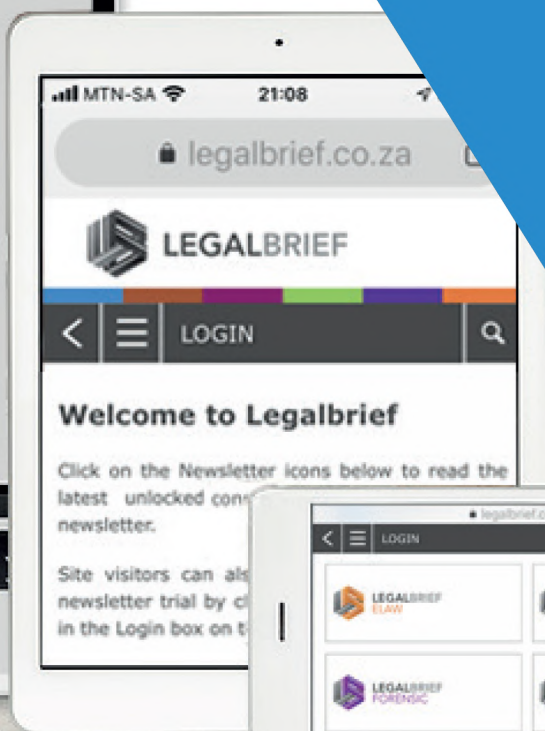 MTN-SA 21:08
legalbrief.co.za
LEGALBRIEF
LOGIN
Welcome to Legalbrief
Click on the Newsletter icons below to read the
latest unlocked
newsletter.
Site visitors can
newsletter trial by
in the Login box on
legalbrief.c
LOGIN
LEGALBRIEF
ELAW
LEGALBRIEF
FORENSIC